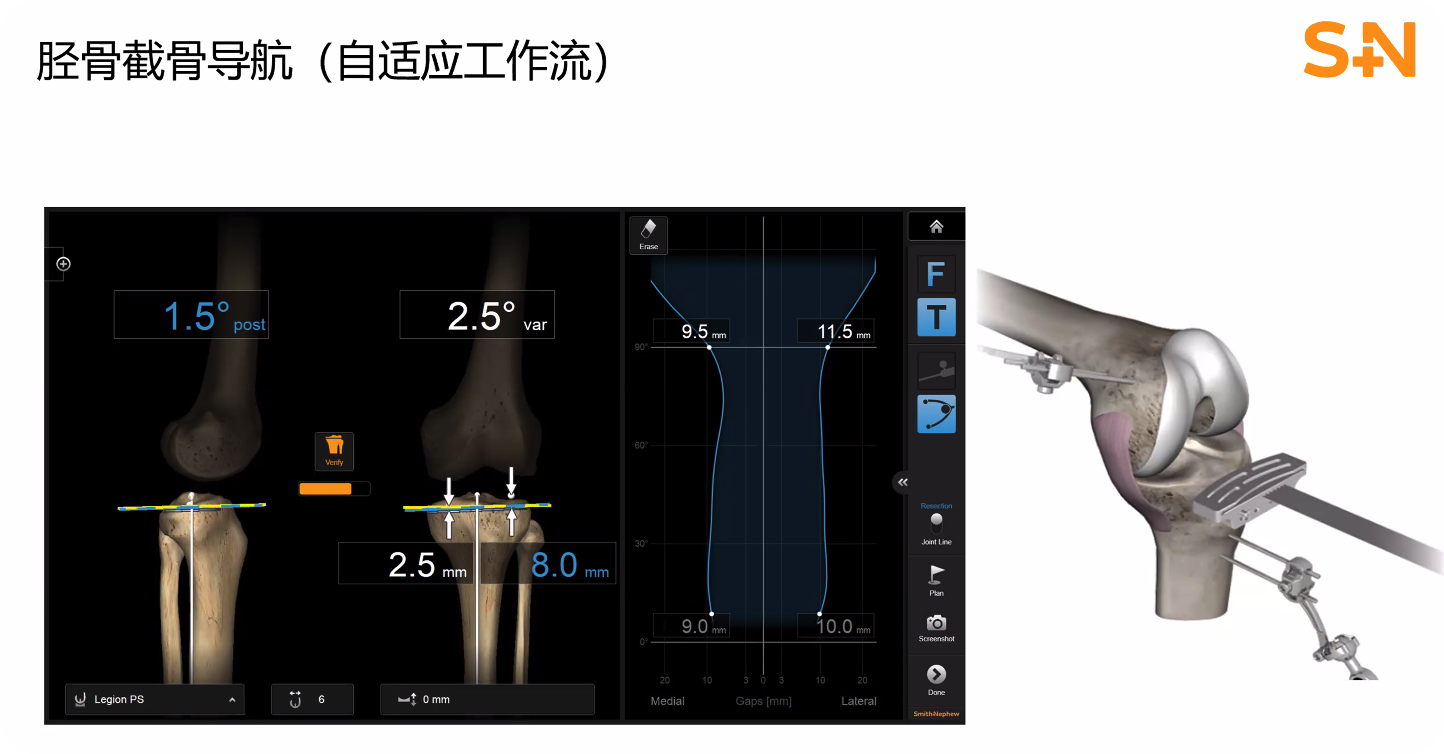 胫骨截骨导航（自适应工作流）
S+N
Erase
1.5° post
2.5° var
9.5 mm
11.5 mm
90°
F
T
60°
Verify
Resection
Joint Line
30°
2.5 mm
8.0 mm
Plan
9.0 mm
10.0 mm
Screenshot
0°
20 10 3 0 3 10 20
Medial Gaps [mm] Lateral
Done
Legion PS
6
0 mm
SmithNephew